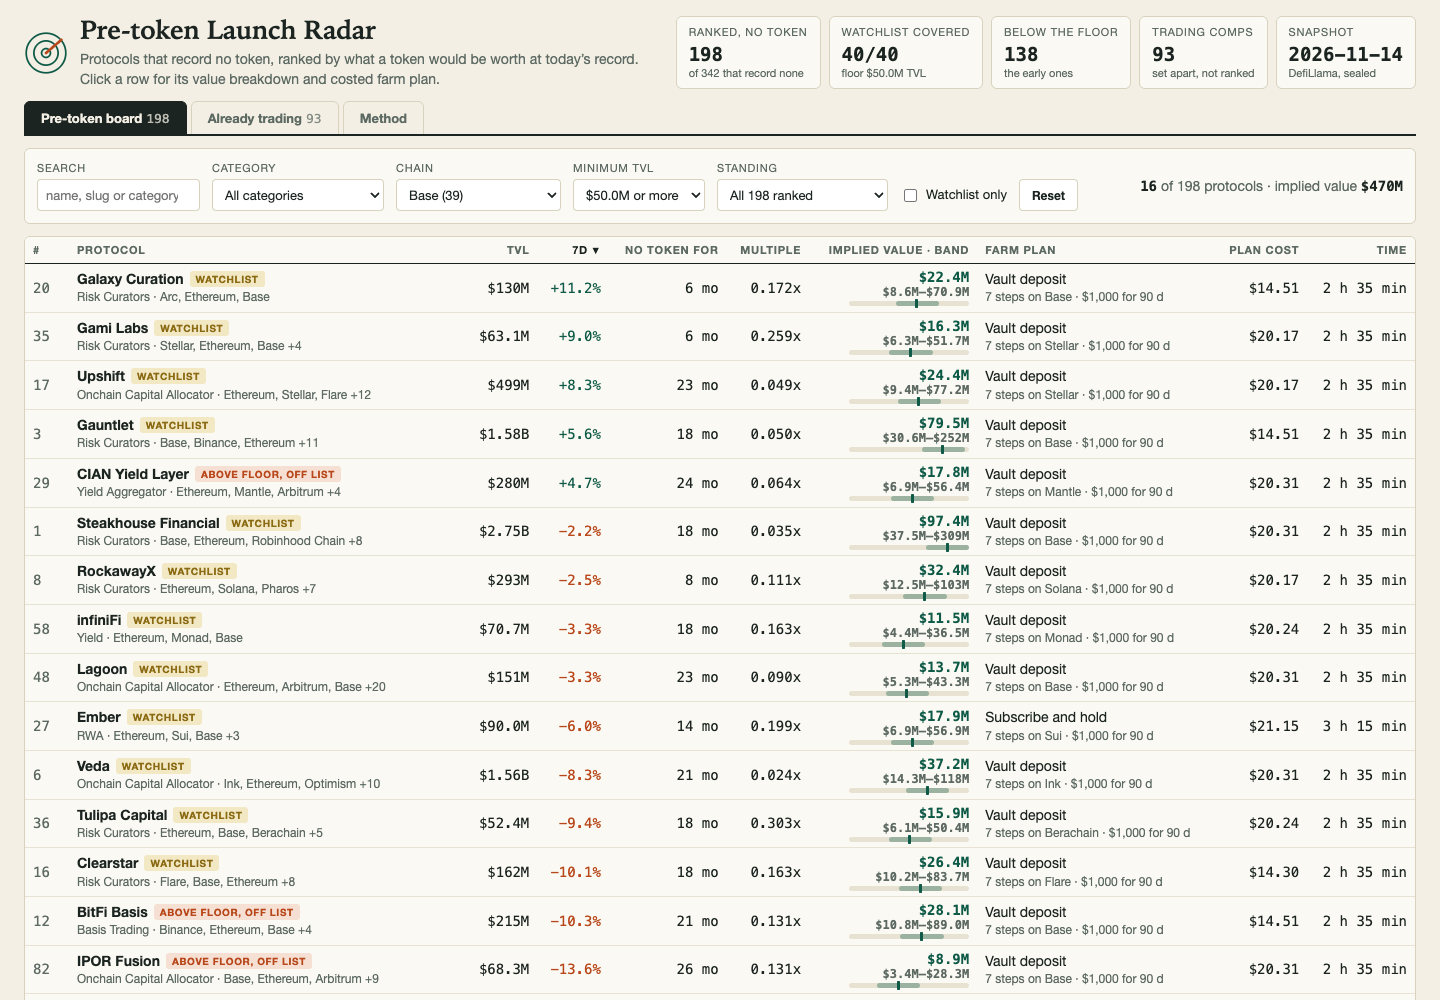 Pre-token Launch Radar
Protocols that record no token, ranked by what a token would be worth at today's record.
Click a row for its value breakdown and costed farm plan.
RANKED, NO TOKEN
198
of 342 that record none
WATCHLIST COVERED
40/40
floor $50.0M TVL
BELOW THE FLOOR
138
the early ones
TRADING COMPS
93
set apart, not ranked
SNAPSHOT
2026-11-14
DefiLlama, sealed
Pre-token board 198
Already trading 93
Method
SEARCH
name, slug or category
CATEGORY
All categories
CHAIN
Base (39)
MINIMUM TVL
$50.0M or more
STANDING
All 198 ranked
Watchlist only
Reset
16 of 198 protocols · implied value $470M
# PROTOCOL TVL 7D ▼ NO TOKEN FOR MULTIPLE IMPLIED VALUE · BAND FARM PLAN PLAN COST TIME
20 Galaxy Curation WATCHLIST $130M +11.2% 6 mo 0.172x $22.4M Vault deposit $14.51 2 h 35 min
Risk Curators · Arc, Ethereum, Base $8.6M–$70.9M 7 steps on Base · $1,000 for 90 d
35 Gami Labs WATCHLIST $63.1M +9.0% 6 mo 0.259x $16.3M Vault deposit $20.17 2 h 35 min
Risk Curators · Stellar, Ethereum, Base +4 $6.3M–$51.7M 7 steps on Stellar · $1,000 for 90 d
17 Upshift WATCHLIST $499M +8.3% 23 mo 0.049x $24.4M Vault deposit $20.17 2 h 35 min
Onchain Capital Allocator · Ethereum, Stellar, Flare +12 $9.4M–$77.2M 7 steps on Stellar · $1,000 for 90 d
3 Gauntlet WATCHLIST $1.58B +5.6% 18 mo 0.050x $79.5M Vault deposit $14.51 2 h 35 min
Risk Curators · Base, Binance, Ethereum +11 $30.6M–$252M 7 steps on Base · $1,000 for 90 d
29 CIAN Yield Layer ABOVE FLOOR, OFF LIST $280M +4.7% 24 mo 0.064x $17.8M Vault deposit $20.31 2 h 35 min
Yield Aggregator · Ethereum, Mantle, Arbitrum +4 $6.9M–$56.4M 7 steps on Mantle · $1,000 for 90 d
1 Steakhouse Financial WATCHLIST $2.75B −2.2% 18 mo 0.035x $97.4M Vault deposit $20.31 2 h 35 min
Risk Curators · Base, Ethereum, Robinhood Chain +8 $37.5M–$309M 7 steps on Base · $1,000 for 90 d
8 RockawayX WATCHLIST $293M −2.5% 8 mo 0.111x $32.4M Vault deposit $20.17 2 h 35 min
Risk Curators · Ethereum, Solana, Pharos +7 $12.5M–$103M 7 steps on Solana · $1,000 for 90 d
58 infiniFi WATCHLIST $70.7M −3.3% 18 mo 0.163x $11.5M Vault deposit $20.24 2 h 35 min
Yield · Ethereum, Monad, Base $4.4M–$36.5M 7 steps on Monad · $1,000 for 90 d
48 Lagoon WATCHLIST $151M −3.3% 23 mo 0.090x $13.7M Vault deposit $20.31 2 h 35 min
Onchain Capital Allocator · Ethereum, Arbitrum, Base +20 $5.3M–$43.3M 7 steps on Base · $1,000 for 90 d
27 Ember WATCHLIST $90.0M −6.0% 14 mo 0.199x $17.9M Subscribe and hold $21.15 3 h 15 min
RWA · Ethereum, Sui, Base +3 $6.9M–$56.9M 7 steps on Sui · $1,000 for 90 d
6 Veda WATCHLIST $1.56B −8.3% 21 mo 0.024x $37.2M Vault deposit $20.31 2 h 35 min
Onchain Capital Allocator · Ink, Ethereum, Optimism +10 $14.3M–$118M 7 steps on Ink · $1,000 for 90 d
36 Tulipa Capital WATCHLIST $52.4M −9.4% 18 mo 0.303x $15.9M Vault deposit $20.24 2 h 35 min
Risk Curators · Ethereum, Base, Berachain +5 $6.1M–$50.4M 7 steps on Berachain · $1,000 for 90 d
16 Clearstar WATCHLIST $162M −10.1% 18 mo 0.163x $26.4M Vault deposit $14.30 2 h 35 min
Risk Curators · Flare, Base, Ethereum +8 $10.2M–$83.7M 7 steps on Flare · $1,000 for 90 d
12 BitFi Basis ABOVE FLOOR, OFF LIST $215M −10.3% 21 mo 0.131x $28.1M Vault deposit $14.51 2 h 35 min
Basis Trading · Binance, Ethereum, Base +4 $10.8M–$89.0M 7 steps on Base · $1,000 for 90 d
82 IPOR Fusion ABOVE FLOOR, OFF LIST $68.3M −13.6% 26 mo 0.131x $8.9M Vault deposit $20.31 2 h 35 min
Onchain Capital Allocator · Base, Ethereum, Arbitrum +9 $3.4M–$28.3M 7 steps on Base · $1,000 for 90 d